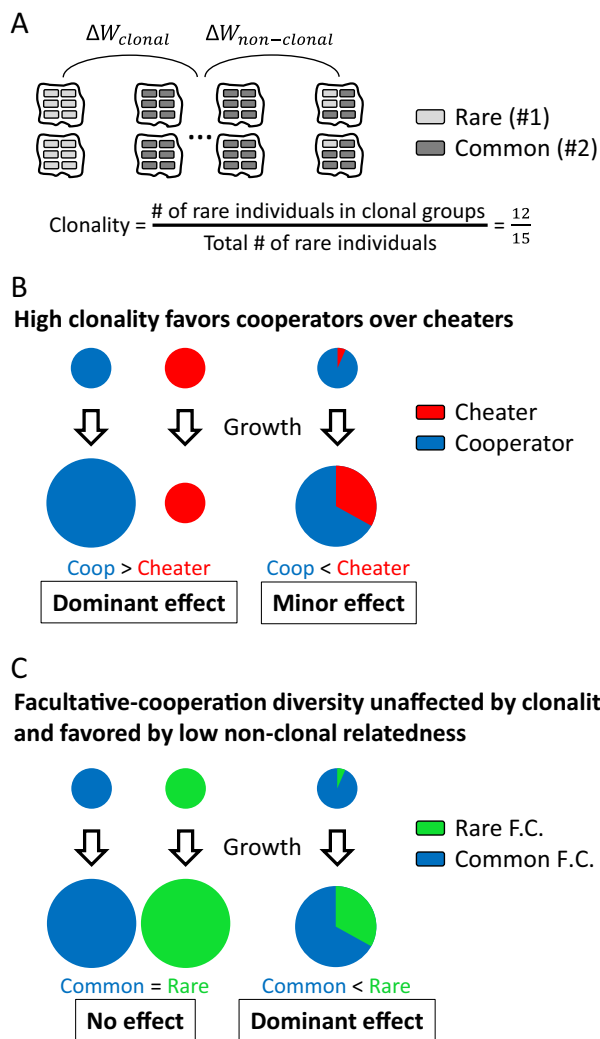 A
ΔW_clonal ΔW_non−clonal
...
Rare (#1)
Common (#2)
Clonality = # of rare individuals in clonal groups / Total # of rare individuals = 12/15
B
High clonality favors cooperators over cheaters
Cheater
Cooperator
Growth
Coop > Cheater Coop < Cheater
Dominant effect Minor effect
C
Facultative-cooperation diversity unaffected by clonalit
and favored by low non-clonal relatedness
Rare F.C.
Common F.C.
Growth
Common = Rare Common < Rare
No effect Dominant effect